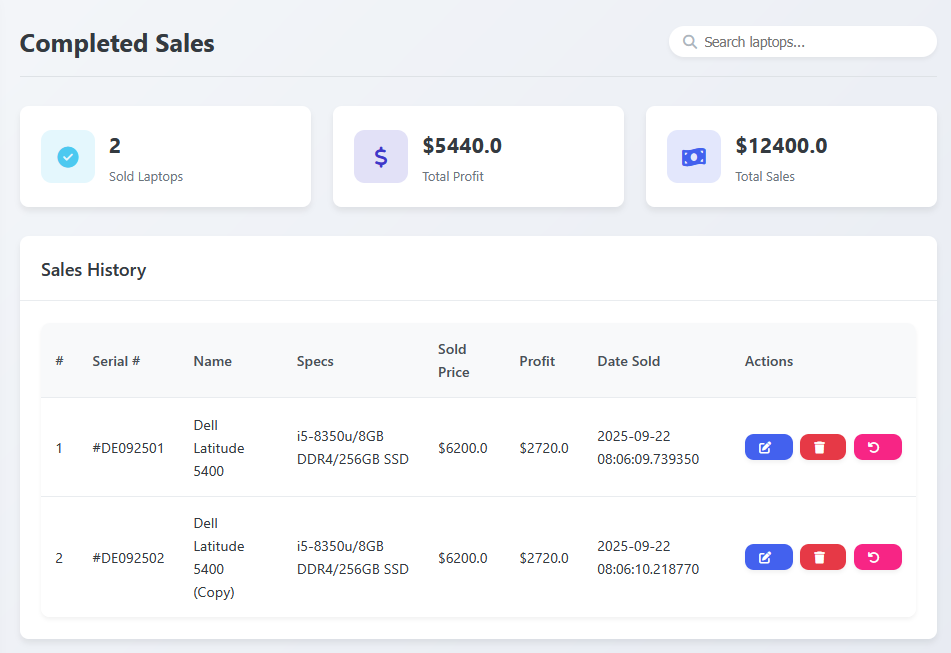 Completed Sales
Search laptops...
2
Sold Laptops
$5440.0
Total Profit
$12400.0
Total Sales
Sales History
# Serial # Name Specs Sold Price Profit Date Sold Actions
1 #DE092501 Dell Latitude 5400 i5-8350u/8GB DDR4/256GB SSD $6200.0 $2720.0 2025-09-22 08:06:09.739350
2 #DE092502 Dell Latitude 5400 (Copy) i5-8350u/8GB DDR4/256GB SSD $6200.0 $2720.0 2025-09-22 08:06:10.218770